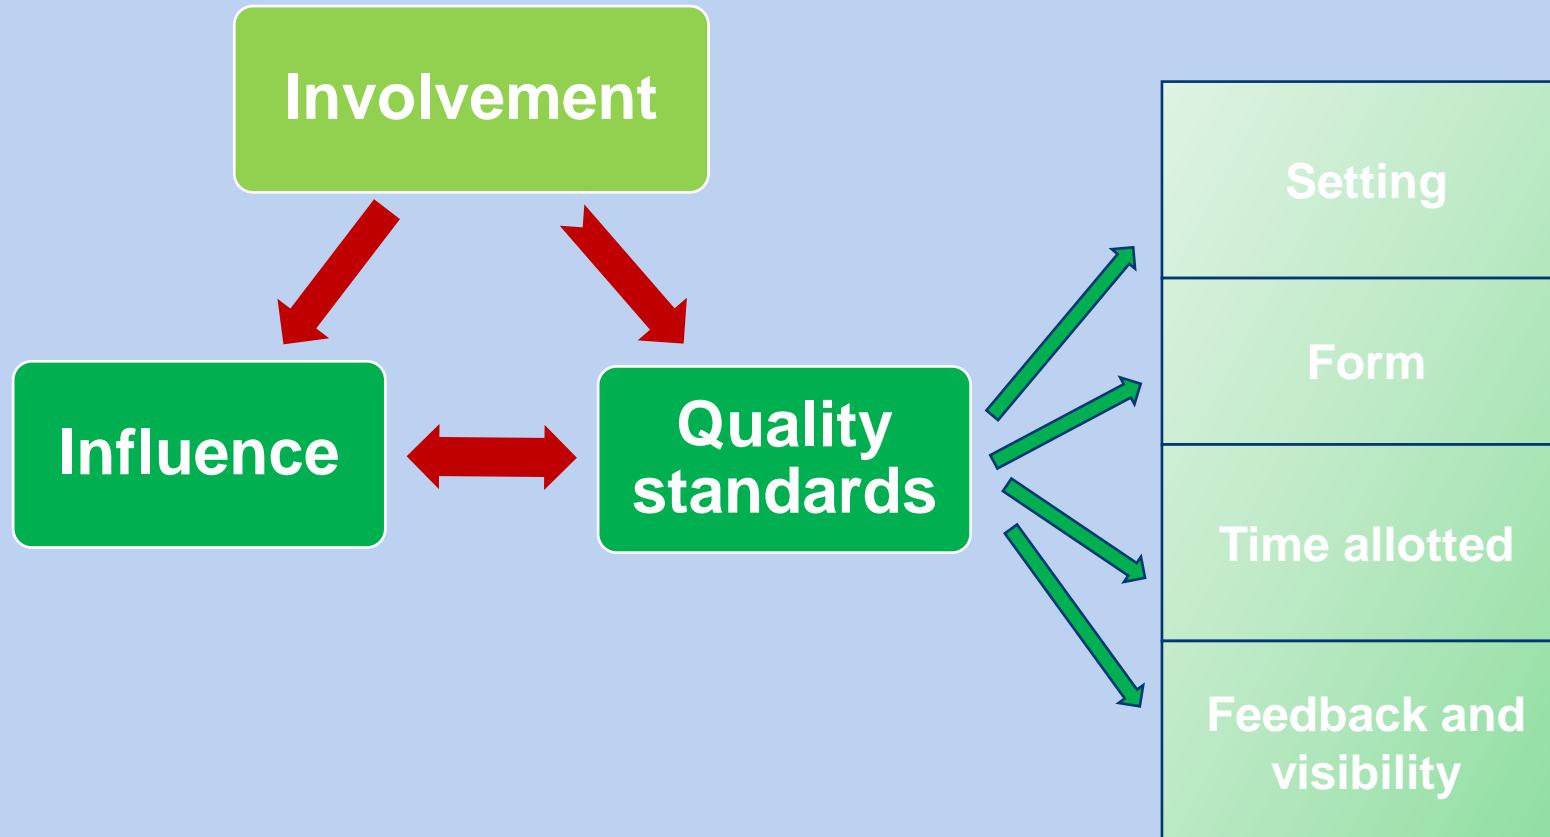 Involvement
Influence
Quality
standards
Setting
Form
Time allotted
Feedback and
visibility